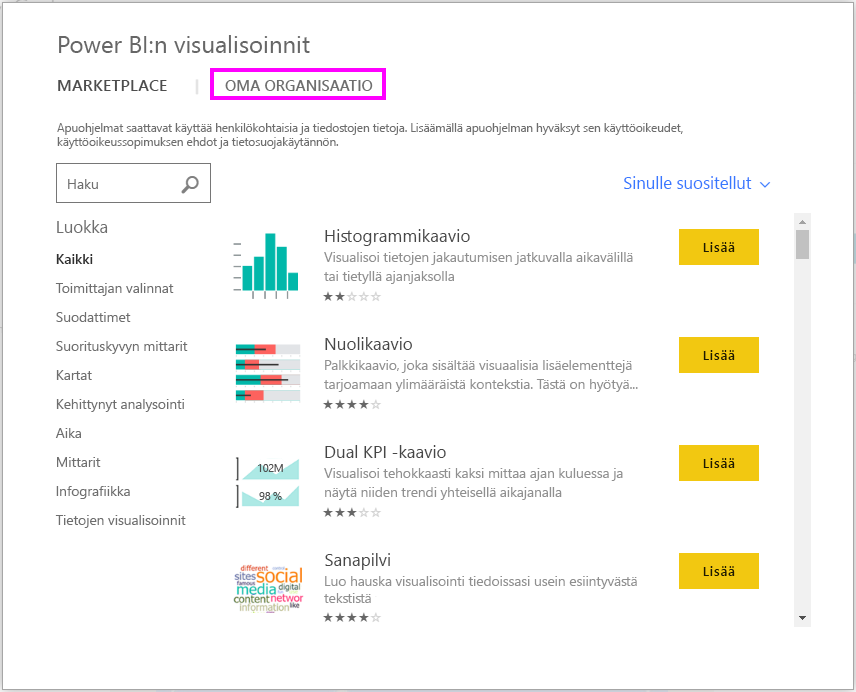 Power BI:n visualisoinnit
MARKETPLACE | OMA ORGANISAATIO
Apuohjelmat saattavat käyttää henkilökohtaisia ja tiedostojen tietoja. Lisäämällä apuohjelman hyväksyt sen käyttöoikeudet,
käyttöoikeussopimuksen ehdot ja tietosuojakäytännön.
Haku
Sinulle suositellut
Luokka
Kaikki
Toimittajan valinnat
Suodattimet
Suorituskyvyn mittarit
Kartat
Kehittynyt analysointi
Aika
Mittarit
Infografiikka
Tietojen visualisoinnit
Histogrammikaavio
Visualisoi tietojen jakautumisen jatkuvalla aikavälillä
tai tietyllä ajanjaksolla
Lisää
Nuolikaavio
Palkkikaavio, joka sisältää visuaalisia lisäelementtejä
tarjoamaan ylimääräistä kontekstia. Tästä on hyötyä...
Lisää
102M
98 %
Dual KPI -kaavio
Visualisoi tehokkaasti kaksi mittaa ajan kuluessa ja
näytä niiden trendi yhteisellä aikajanalla
Lisää
different
sites social
famous
media digital
content networ
information like
Sanapilvi
Luo hauska visualisointi tiedoissasi usein esiintyvästä
tekstistä
Lisää